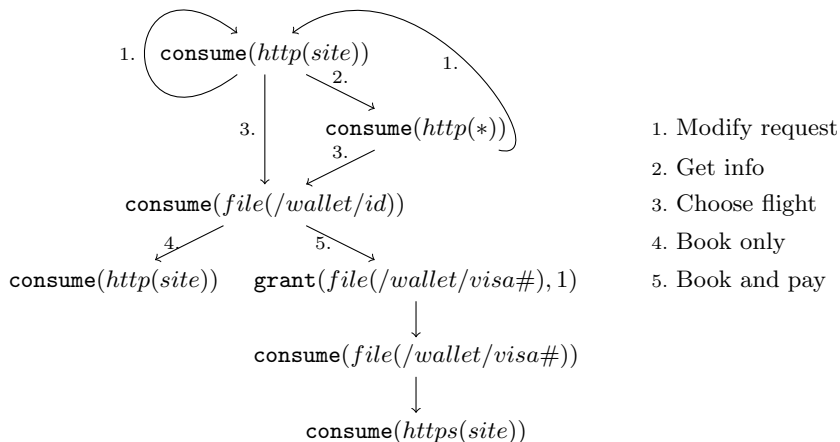 1. consume(http(site)) 1.
2.
3. consume(http(∗)) 1. Modify request
3. 2. Get info
consume(file(/wallet/id)) 3. Choose flight
4. 5. 4. Book only
consume(http(site)) grant(file(/wallet/visa#), 1) 5. Book and pay
consume(file(/wallet/visa#))
consume(https(site))